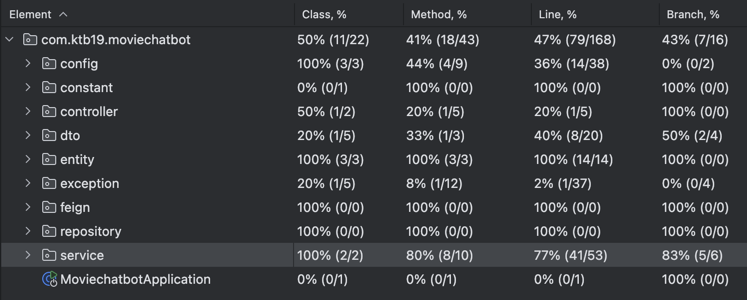 Element Class, % Method, % Line, % Branch, %
com.ktb19.moviechatbot 50% (11/22) 41% (18/43) 47% (79/168) 43% (7/16)
config 100% (3/3) 44% (4/9) 36% (14/38) 0% (0/2)
constant 0% (0/1) 100% (0/0) 100% (0/0) 100% (0/0)
controller 50% (1/2) 20% (1/5) 20% (1/5) 100% (0/0)
dto 20% (1/5) 33% (1/3) 40% (8/20) 50% (2/4)
entity 100% (3/3) 100% (3/3) 100% (14/14) 100% (0/0)
exception 20% (1/5) 8% (1/12) 2% (1/37) 0% (0/4)
feign 100% (0/0) 100% (0/0) 100% (0/0) 100% (0/0)
repository 100% (0/0) 100% (0/0) 100% (0/0) 100% (0/0)
service 100% (2/2) 80% (8/10) 77% (41/53) 83% (5/6)
MoviechatbotApplication 0% (0/1) 0% (0/1) 0% (0/1) 100% (0/0)